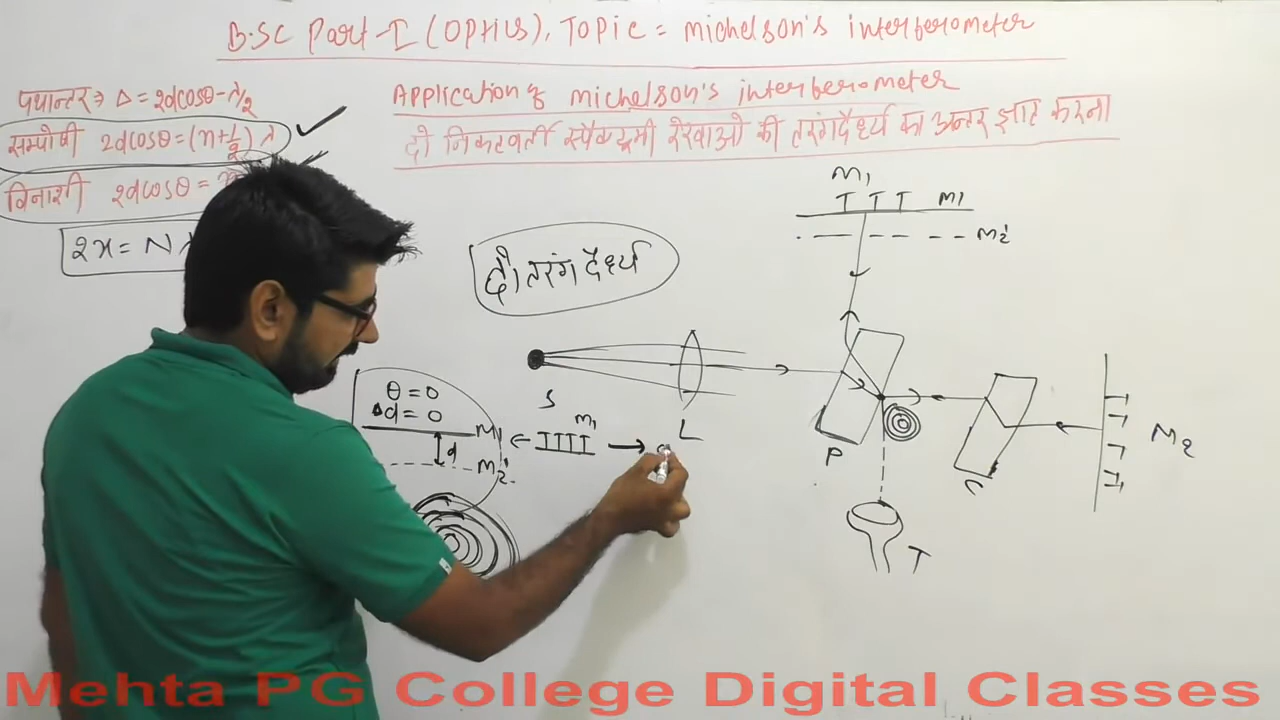 B.SC Part-I (OPTICS), Topic = Michelson's interferometer
Application of Michelson's interferometer
दो निकटवर्ती स्पैक्ट्रमी रेखाओ की तरंगदैर्ध्य का अन्तर ज्ञात करना
पथान्तर → Δ = 2dcosθ - λ/2
सम्पोषी 2dcosθ = (n+1/2) λ
विनाशी 2dcosθ =
2x = Nλ
दो तरंग दैर्ध्य
M1
M1
M2'
S
L
P
C
M2
T
θ = 0
d = 0
M1
d
M2'
M1
Mehta PG College Digital Classes